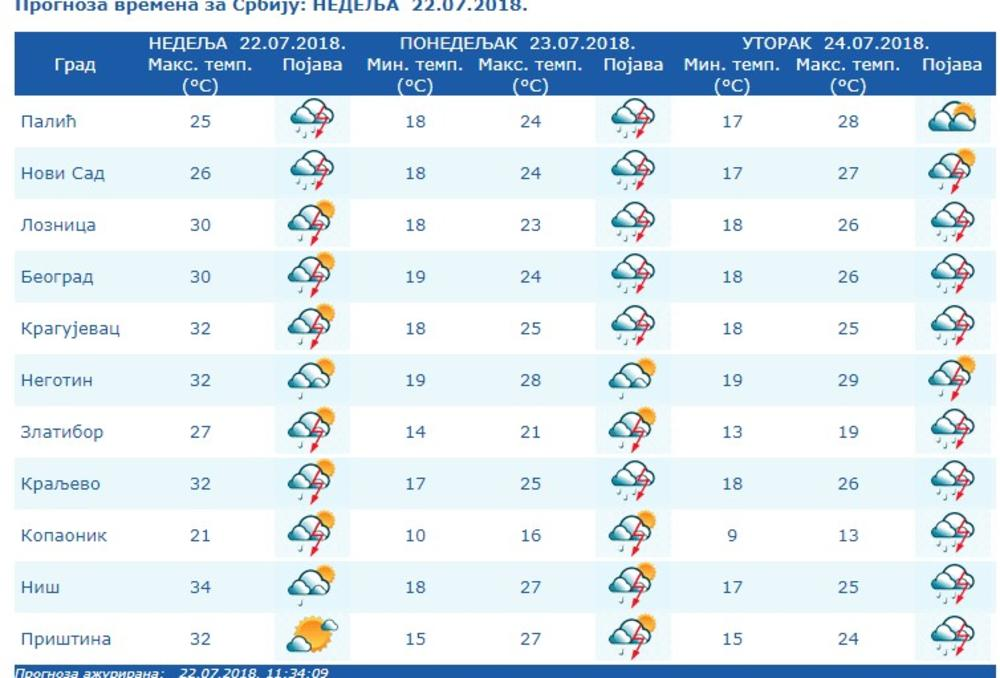 Прогноза времена за Србију: НЕДЕЉА 22.07.2018.
НЕДЕЉА 22.07.2018. ПОНЕДЕЉАК 23.07.2018. УТОРАК 24.07.2018.
Град Макс. темп. Појава Мин. темп. Макс. темп. Појава Мин. темп. Макс. темп. Појава
(°C) (°C) (°C) (°C) (°C)
Палић 25 18 24 17 28
Нови Сад 26 18 24 17 27
Лозница 30 18 23 18 26
Београд 30 19 24 18 26
Крагујевац 32 18 25 18 25
Неготин 32 19 28 19 29
Златибор 27 14 21 13 19
Краљево 32 17 25 18 26
Копаоник 21 10 16 9 13
Ниш 34 18 27 17 25
Приштина 32 15 27 15 24
Прогноза ажурирана: 22.07.2018. 11:34:09